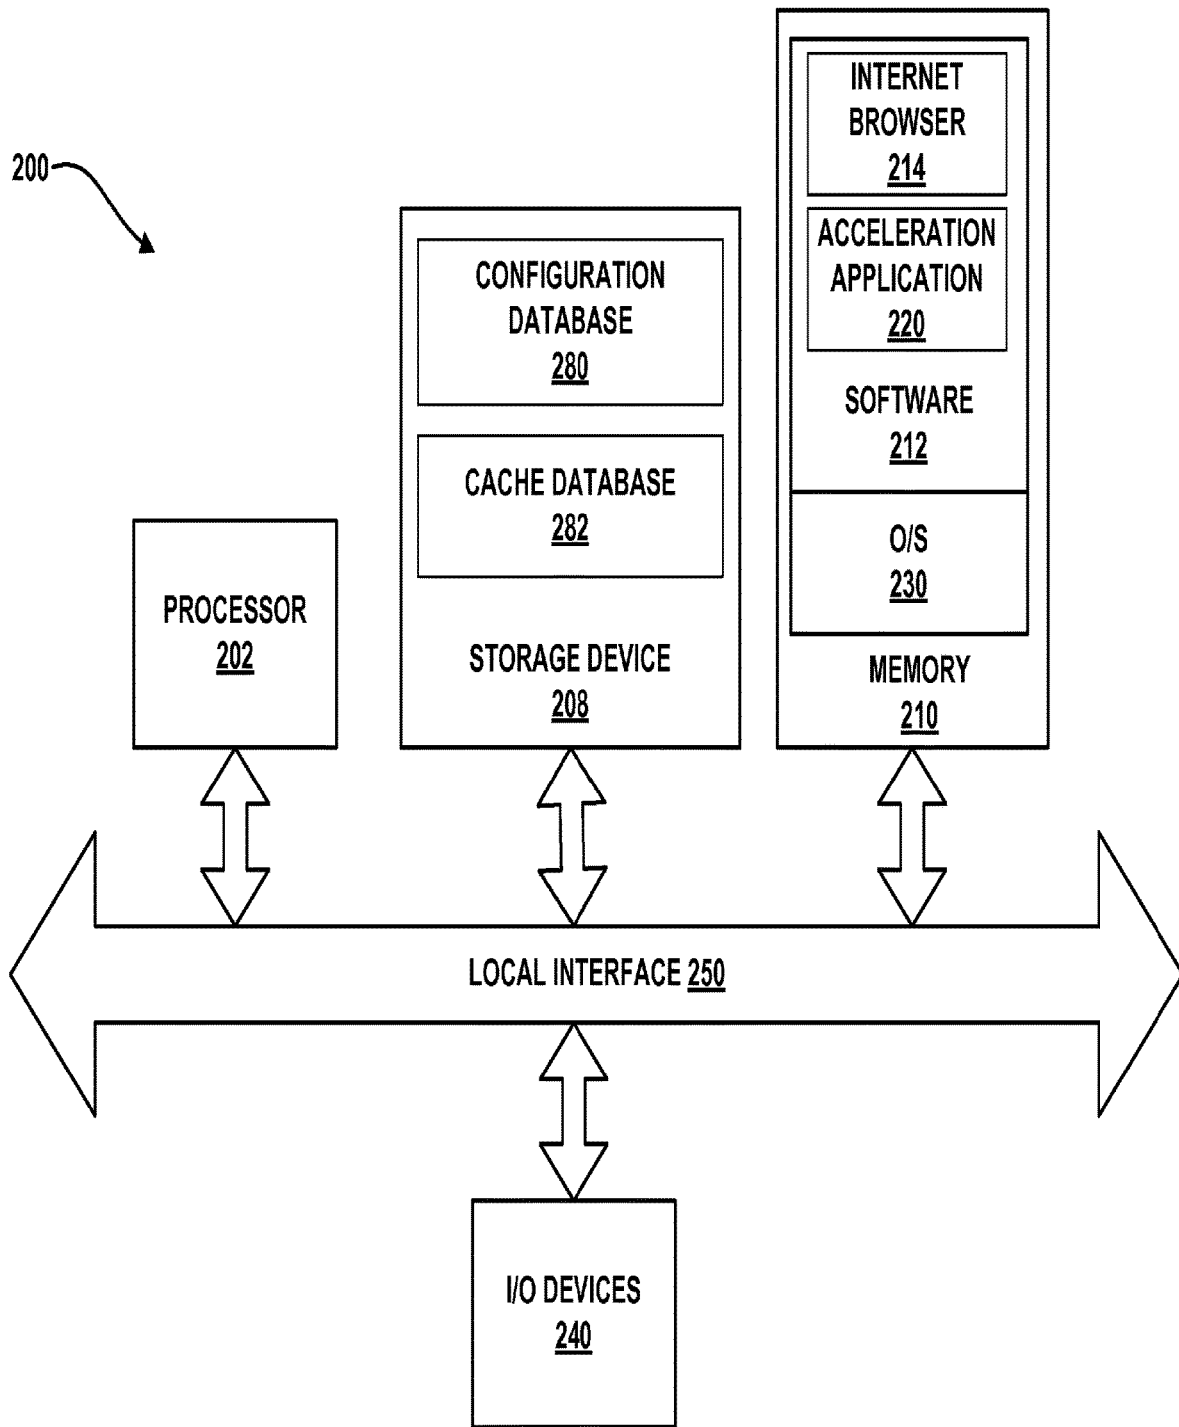 200
INTERNET
BROWSER
214
ACCELERATION
APPLICATION
220
SOFTWARE
212
O/S
230
MEMORY
210
CONFIGURATION
DATABASE
280
CACHE DATABASE
282
STORAGE DEVICE
208
PROCESSOR
202
LOCAL INTERFACE 250
I/O DEVICES
240